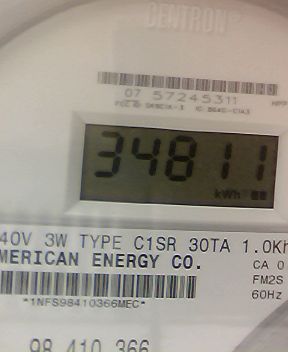 CENTRON®
07 57245311
34811
kWh
40V 3W TYPE C1SR 30TA 1.0Kh
MERICAN ENERGY CO.
CA 0
FM2S
60Hz
*1NFS98410366MEC*
98 410 366